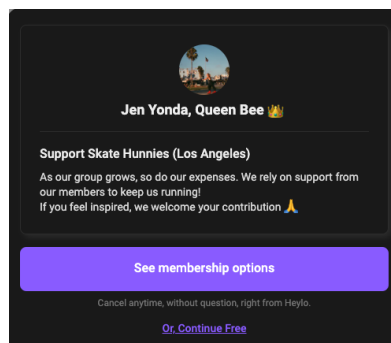 Jen Yonda, Queen Bee 👑
Support Skate Hunnies (Los Angeles)
As our group grows, so do our expenses. We rely on support from
our members to keep us running!
If you feel inspired, we welcome your contribution 🙏
See membership options
Cancel anytime, without question, right from Heylo.
Or, Continue Free